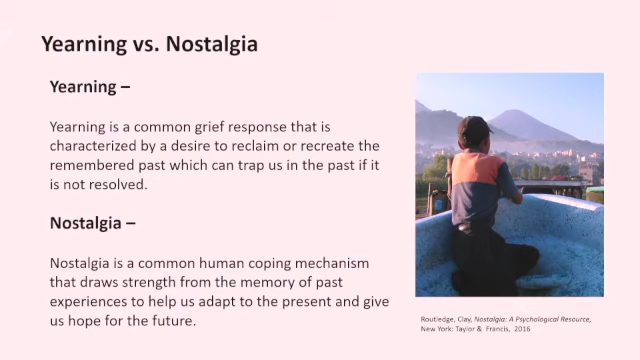 Yearning vs. Nostalgia
Yearning –
Yearning is a common grief response that is
characterized by a desire to reclaim or recreate the
remembered past which can trap us in the past if it
is not resolved.
Nostalgia –
Nostalgia is a common human coping mechanism
that draws strength from the memory of past
experiences to help us adapt to the present and give
us hope for the future.
Routledge, Clay, Nostalgia: A Psychological Resource,
New York: Taylor & Francis, 2016